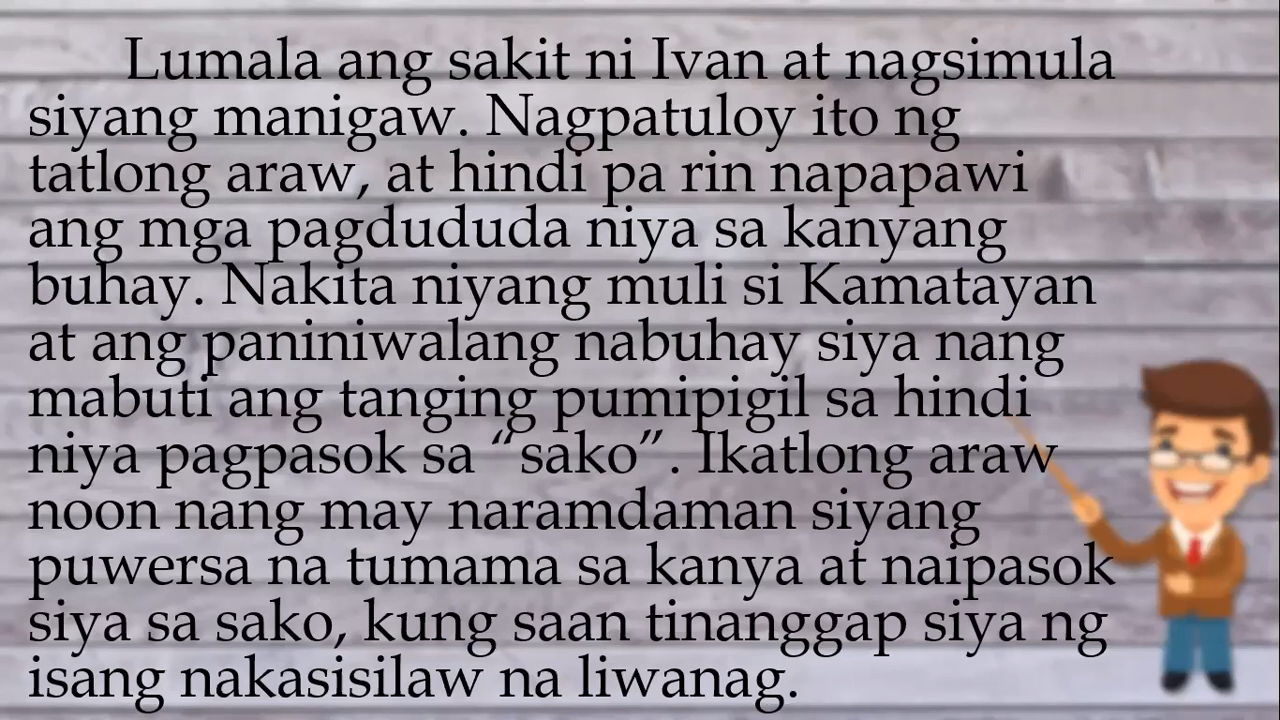 Lumala ang sakit ni Ivan at nagsimula
siyang manigaw. Nagpatuloy ito ng
tatlong araw, at hindi pa rin napapawi
ang mga pagdududa niya sa kanyang
buhay. Nakita niyang muli si Kamatayan
at ang paniniwalang nabuhay siya nang
mabuti ang tanging pumipigil sa hindi
niya pagpasok sa “sako”. Ikatlong araw
noon nang may naramdaman siyang
puwersa na tumama sa kanya at naipasok
siya sa sako, kung saan tinanggap siya ng
isang nakasisilaw na liwanag.